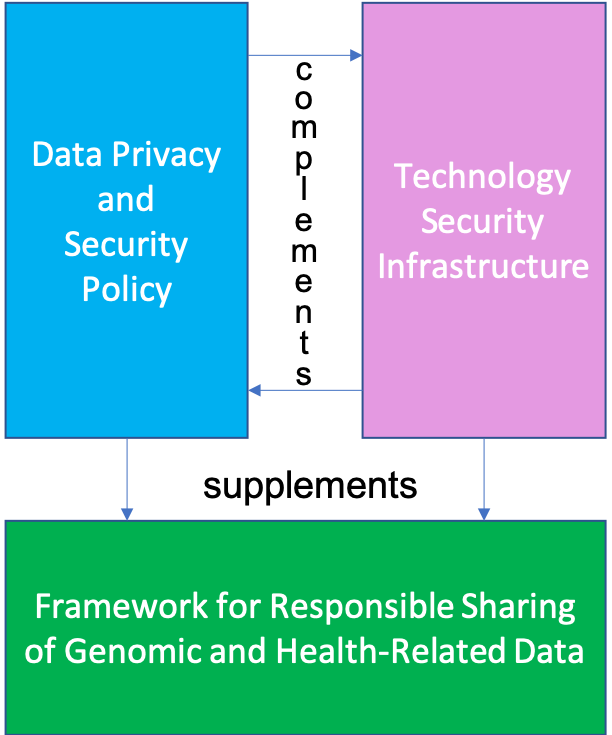 Data Privacy
and
Security
Policy
complements
Technology
Security
Infrastructure
supplements
Framework for Responsible Sharing
of Genomic and Health-Related Data